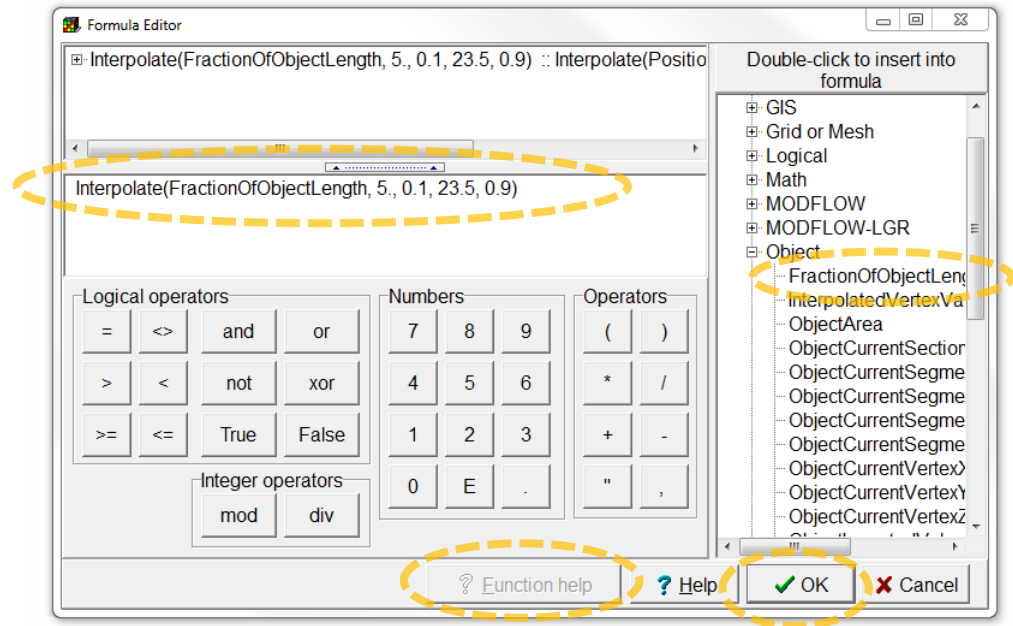 Formula Editor
Interpolate(FractionOfObjectLength, 5., 0.1, 23.5, 0.9) :: Interpolate(Positio
Interpolate(FractionOfObjectLength, 5., 0.1, 23.5, 0.9)
Logical operators
= <> and or
> < not xor
>= <= True False
Integer operators
mod div
Numbers
7 8 9
4 5 6
1 2 3
0 E .
Operators
( )
* /
+ -
" ,
Double-click to insert into
formula
GIS
Grid or Mesh
Logical
Math
MODFLOW
MODFLOW-LGR
Object
FractionOfObjectLeng
InterpolatedVertexVa
ObjectArea
ObjectCurrentSection
ObjectCurrentSegme
ObjectCurrentSegme
ObjectCurrentSegme
ObjectCurrentSegme
ObjectCurrentVertexX
ObjectCurrentVertexY
ObjectCurrentVertexZ
? Function help
? Help
OK
Cancel